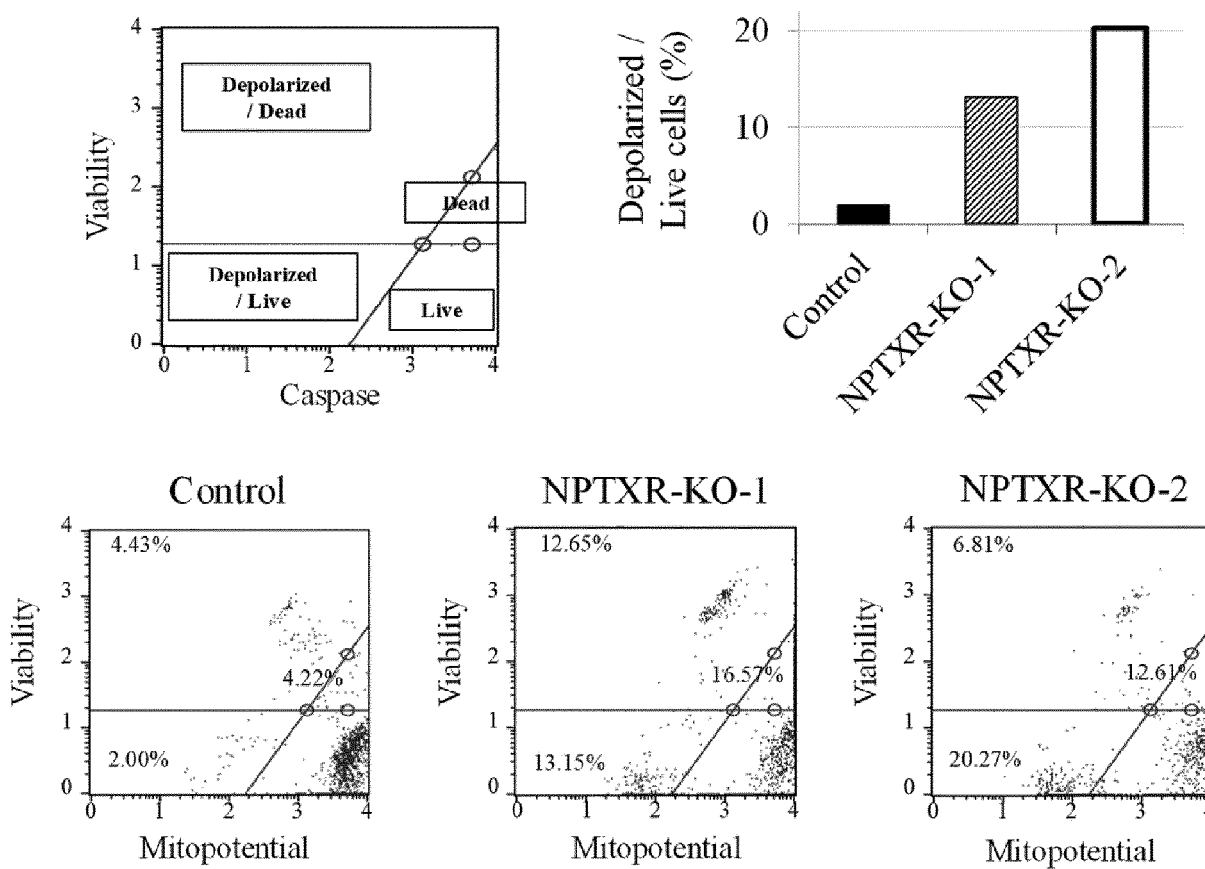 4
3
2
1
0
Viability
Depolarized
/ Dead
Dead
Depolarized
/ Live
Live
0 1 2 3 4
Caspase
Depolarized /
Live cells (%)
20
10
0
Control
NPTXR-KO-1
NPTXR-KO-2
Control
4
3
2
1
0
Viability
4.43%
4.22%
2.00%
0 1 2 3 4
Mitopotential
NPTXR-KO-1
4
3
2
1
0
Viability
12.65%
16.57%
13.15%
0 1 2 3 4
Mitopotential
NPTXR-KO-2
4
3
2
1
0
Viability
6.81%
12.61%
20.27%
0 1 2 3 4
Mitopotential